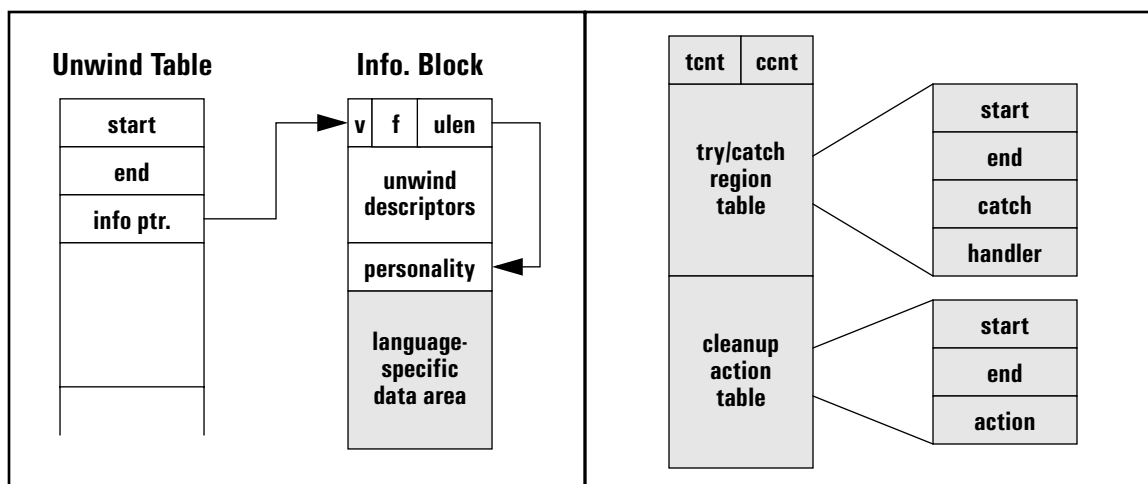 Unwind Table
start
end
info ptr.
Info. Block
v f ulen
unwind
descriptors
personality
language-
specific
data area
tcnt ccnt
try/catch
region
table
cleanup
action
table
start
end
catch
handler
start
end
action